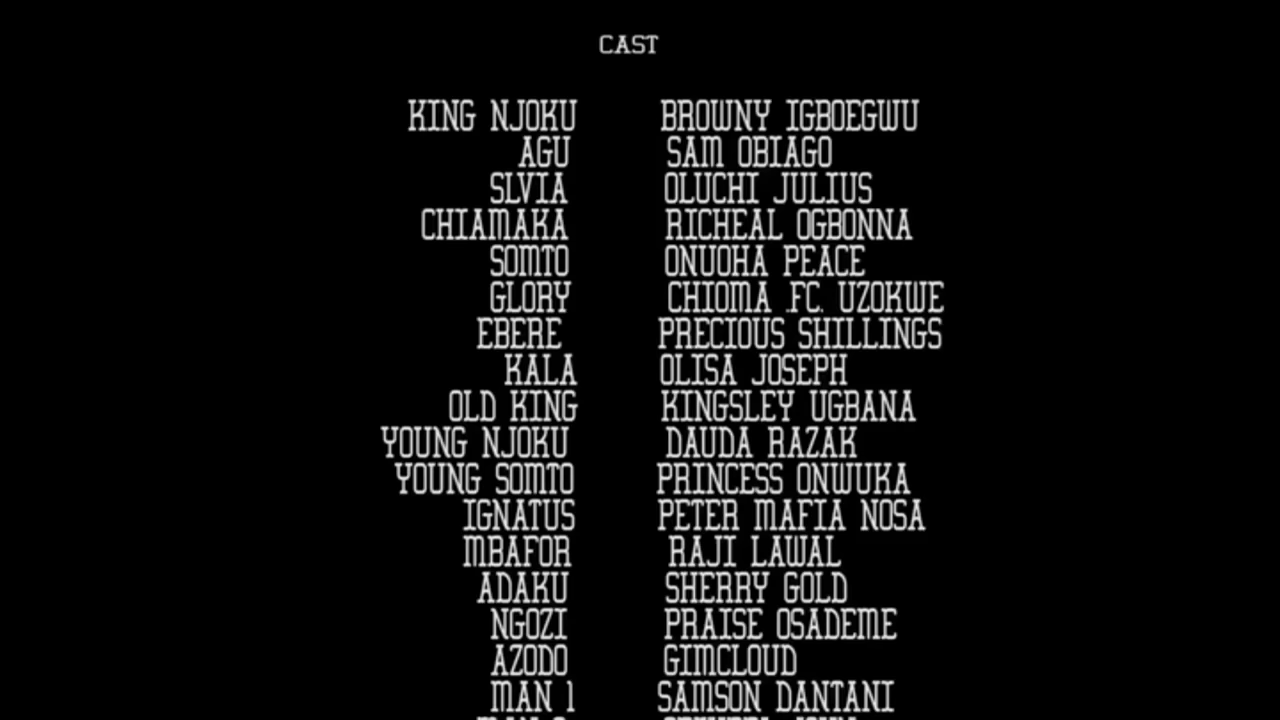 CAST
KING NJOKU BROWNY IGBOEGWU
AGU SAM OBIAGO
SLVIA OLUCHI JULIUS
CHIAMAKA RICHEAL OGBONNA
SOMTO ONUOHA PEACE
GLORY CHIOMA .FC. UZOKWE
EBERE PRECIOUS SHILLINGS
KALA OLISA JOSEPH
OLD KING KINGSLEY UGBANA
YOUNG NJOKU DAUDA RAZAK
YOUNG SOMTO PRINCESS ONWUKA
IGNATUS PETER MAFIA NOSA
MBAFOR RAJI LAWAL
ADAKU SHERRY GOLD
NGOZI PRAISE OSADEME
AZODO GIMCLOUD
MAN 1 SAMSON DANTANI